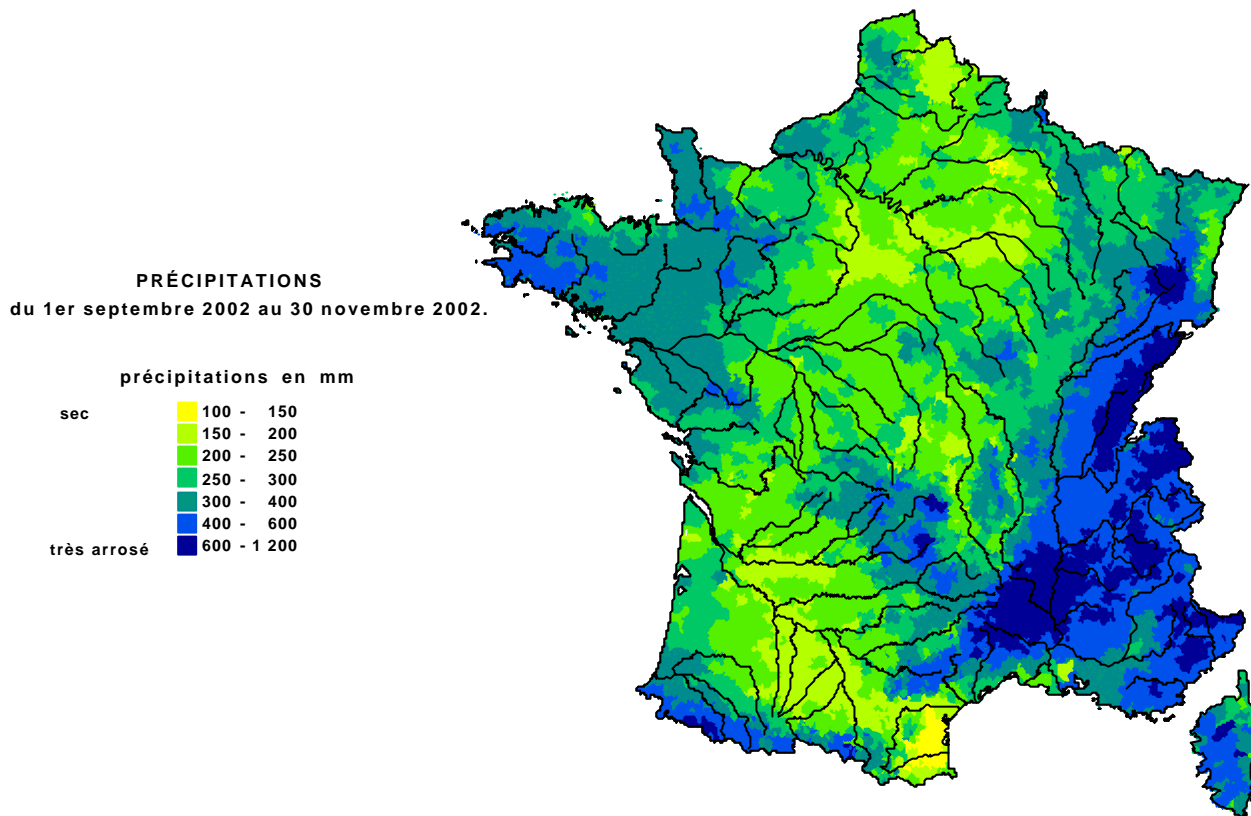 PRÉCIPITATIONS
du 1er septembre 2002 au 30 novembre 2002.
précipitations en mm
sec
100 - 150
150 - 200
200 - 250
250 - 300
300 - 400
400 - 600
très arrosé
600 - 1 200